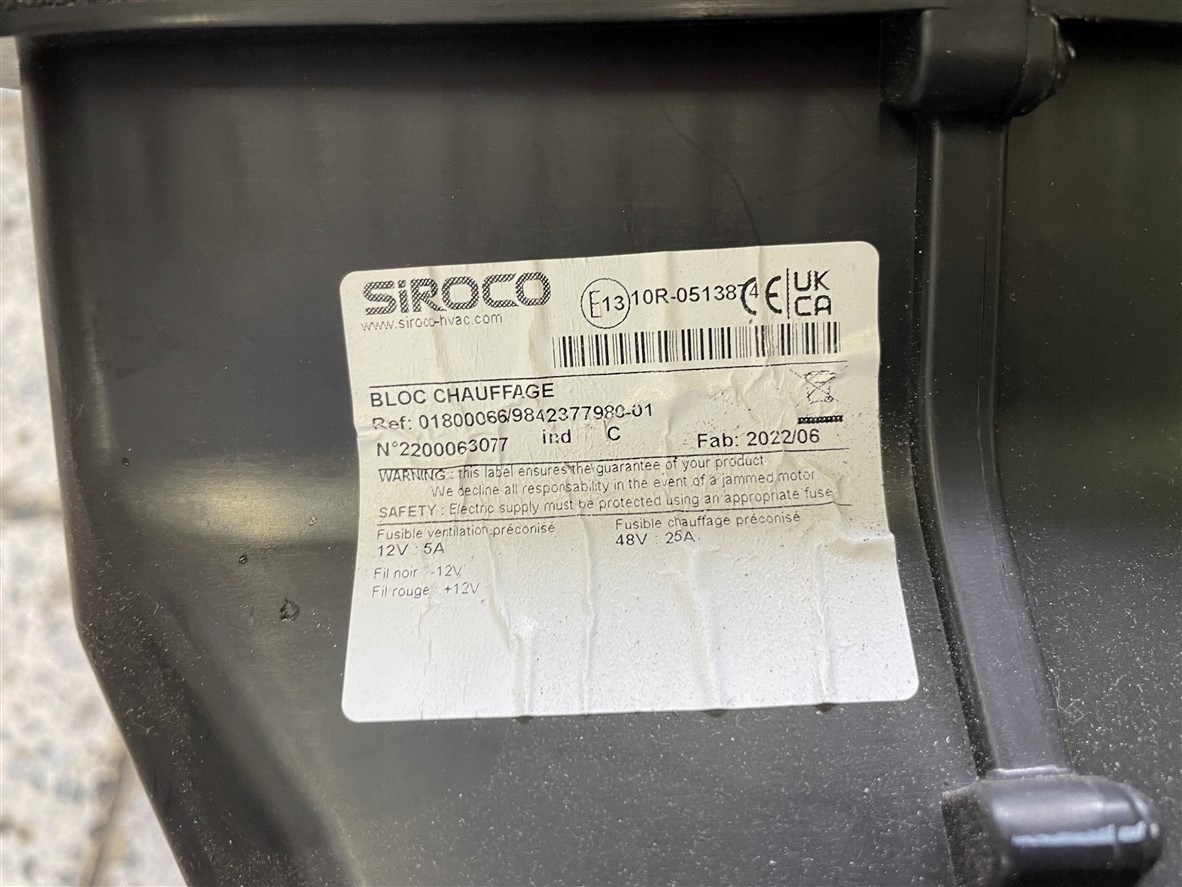 SiROCO
www.siroco-hvac.com
E13 10R-0513874 CE UK CA
BLOC CHAUFFAGE
Ref: 01800066/9842377980-01
N°2200063077 ind C Fab: 2022/06
WARNING : this label ensures the guarantee of your product
We decline all responsability in the event of a jammed motor
SAFETY : Electric supply must be protected using an appropriate fuse
Fusible ventilation préconisé Fusible chauffage préconisé
12V : 5A 48V : 25A
Fil noir -12V
Fil rouge +12V